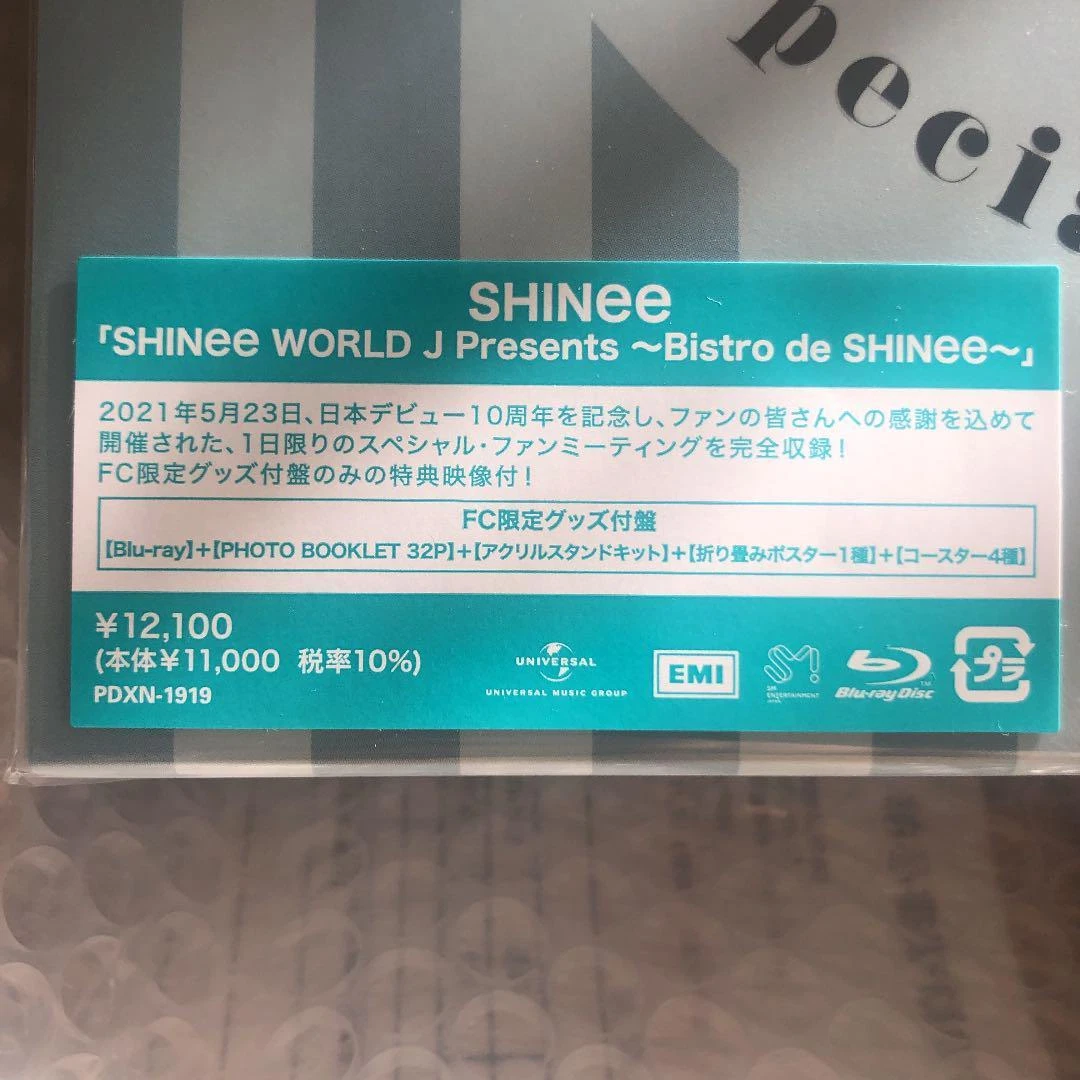 pecia
SHINee
「SHINee WORLD J Presents ～Bistro de SHINee～」
2021年5月23日、日本デビュー10周年を記念し、ファンの皆さんへの感謝を込めて
開催された、1日限りのスペシャル・ファンミーティングを完全収録！
FC限定グッズ付盤のみの特典映像付！
FC限定グッズ付盤
【Blu-ray】＋【PHOTO BOOKLET 32P】＋【アクリルスタンドキット】＋【折り畳みポスター1種】＋【コースター4種】
¥12,100
(本体¥11,000 税率10%)
PDXN-1919
UNIVERSAL
UNIVERSAL MUSIC GROUP
EMI
SM
SM ENTERTAINMENT JAPAN
Blu-ray Disc TM
プラ